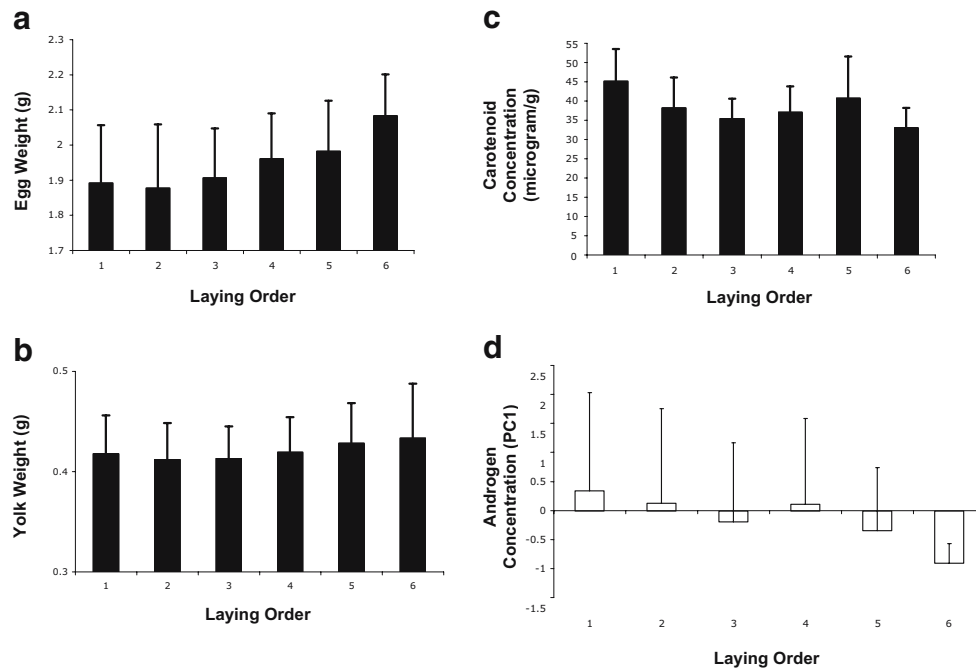 a
Egg Weight (g)
2.3
2.2
2.1
2
1.9
1.8
1.7
1 2 3 4 5 6
Laying Order
b
Yolk Weight (g)
0.5
0.4
0.3
1 2 3 4 5 6
Laying Order
c
Carotenoid
Concentration
(microgram/g)
55
50
45
40
35
30
25
20
15
10
5
0
1 2 3 4 5 6
Laying Order
d
Androgen
Concentration (PC1)
2.5
2
1.5
1
0.5
0
-0.5
-1
-1.5
1 2 3 4 5 6
Laying Order